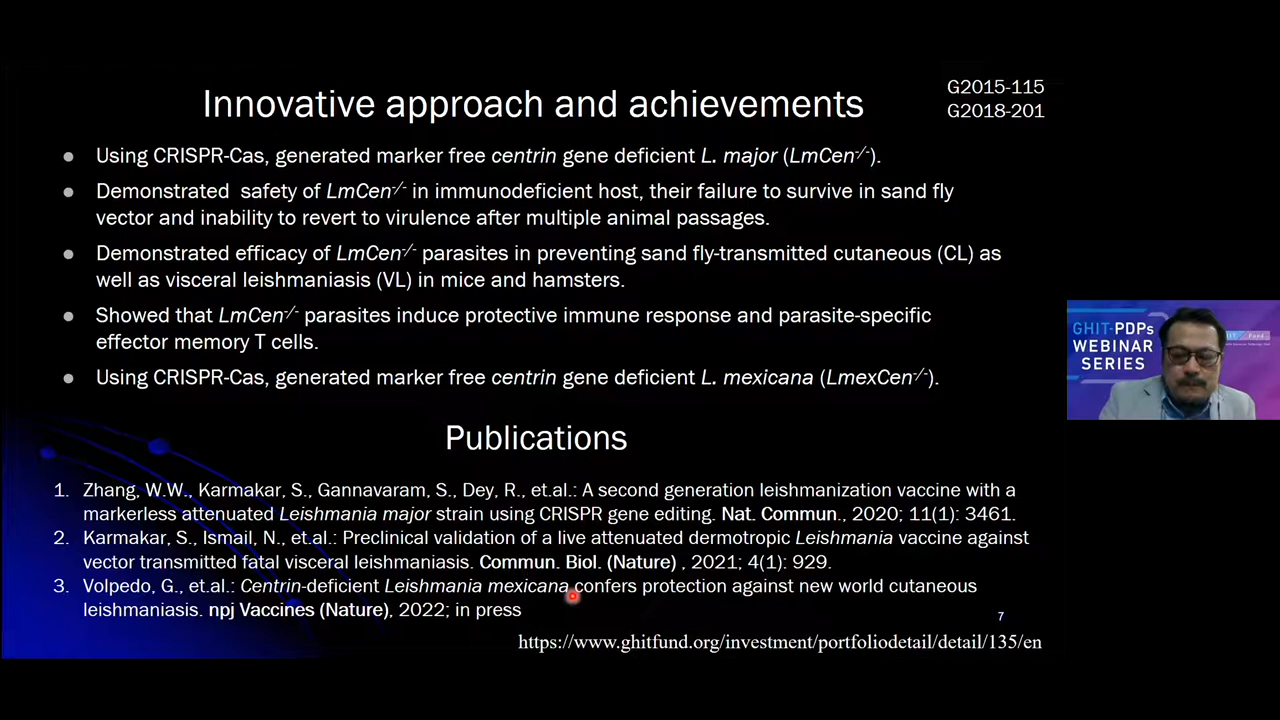 G2015-115
G2018-201
Innovative approach and achievements
● Using CRISPR-Cas, generated marker free centrin gene deficient L. major (LmCen-/-).
● Demonstrated safety of LmCen-/- in immunodeficient host, their failure to survive in sand fly
vector and inability to revert to virulence after multiple animal passages.
● Demonstrated efficacy of LmCen-/- parasites in preventing sand fly-transmitted cutaneous (CL) as
well as visceral leishmaniasis (VL) in mice and hamsters.
● Showed that LmCen-/- parasites induce protective immune response and parasite-specific
effector memory T cells.
● Using CRISPR-Cas, generated marker free centrin gene deficient L. mexicana (LmexCen-/-).
GHIT-PDPs
WEBINAR
SERIES
Publications
1. Zhang, W.W., Karmakar, S., Gannavaram, S., Dey, R., et.al.: A second generation leishmanization vaccine with a
markerless attenuated Leishmania major strain using CRISPR gene editing. Nat. Commun., 2020; 11(1): 3461.
2. Karmakar, S., Ismail, N., et.al.: Preclinical validation of a live attenuated dermotropic Leishmania vaccine against
vector transmitted fatal visceral leishmaniasis. Commun. Biol. (Nature) , 2021; 4(1): 929.
3. Volpedo, G., et.al.: Centrin-deficient Leishmania mexicana confers protection against new world cutaneous
leishmaniasis. npj Vaccines (Nature), 2022; in press
7
https://www.ghitfund.org/investment/portfoliodetail/detail/135/en